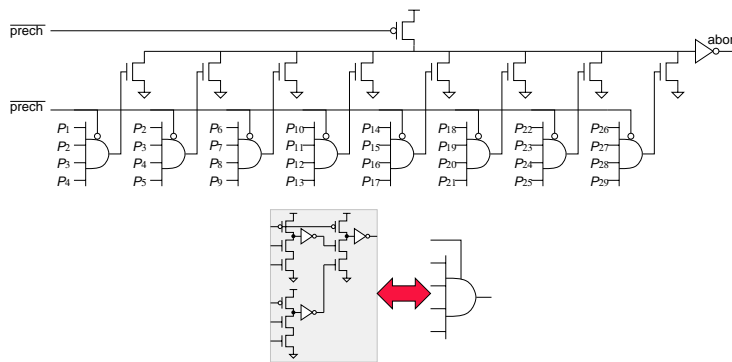 prech
abor
prech
P1 P2 P6 P10 P14 P18 P22 P26
P2 P3 P7 P11 P15 P19 P23 P27
P3 P4 P8 P12 P16 P20 P24 P28
P4 P5 P9 P13 P17 P21 P25 P29